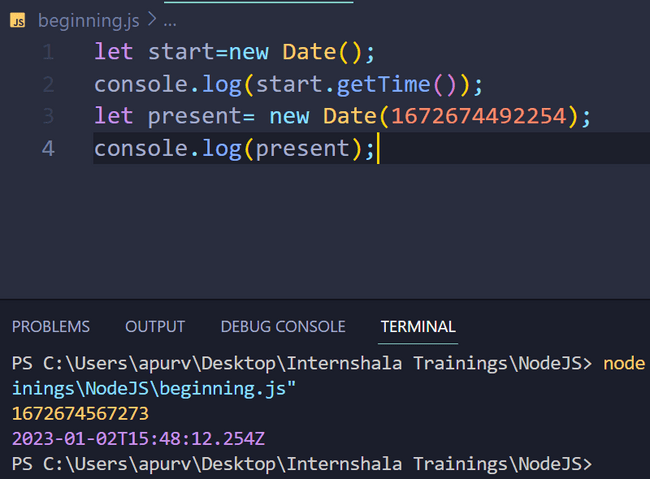 JS beginning.js > ...
1 let start=new Date();
2 console.log(start.getTime());
3 let present= new Date(1672674492254);
4 console.log(present);
PROBLEMS OUTPUT DEBUG CONSOLE TERMINAL
PS C:\Users\apurv\Desktop\Internshala Trainings\NodeJS> node
inings\NodeJS\beginning.js"
1672674567273
2023-01-02T15:48:12.254Z
PS C:\Users\apurv\Desktop\Internshala Trainings\NodeJS>